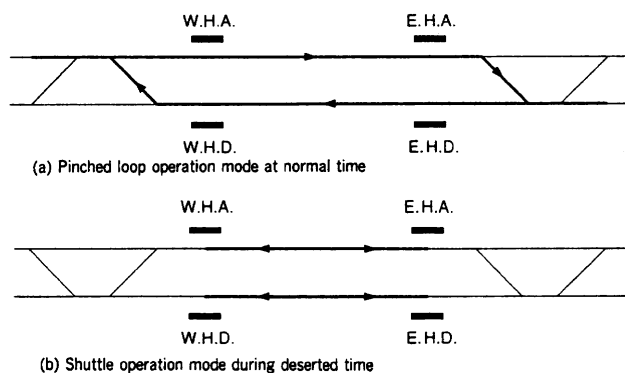 W.H.A. E.H.A.
W.H.D. E.H.D.
(a) Pinched loop operation mode at normal time
W.H.A. E.H.A.
W.H.D. E.H.D.
(b) Shuttle operation mode during deserted time